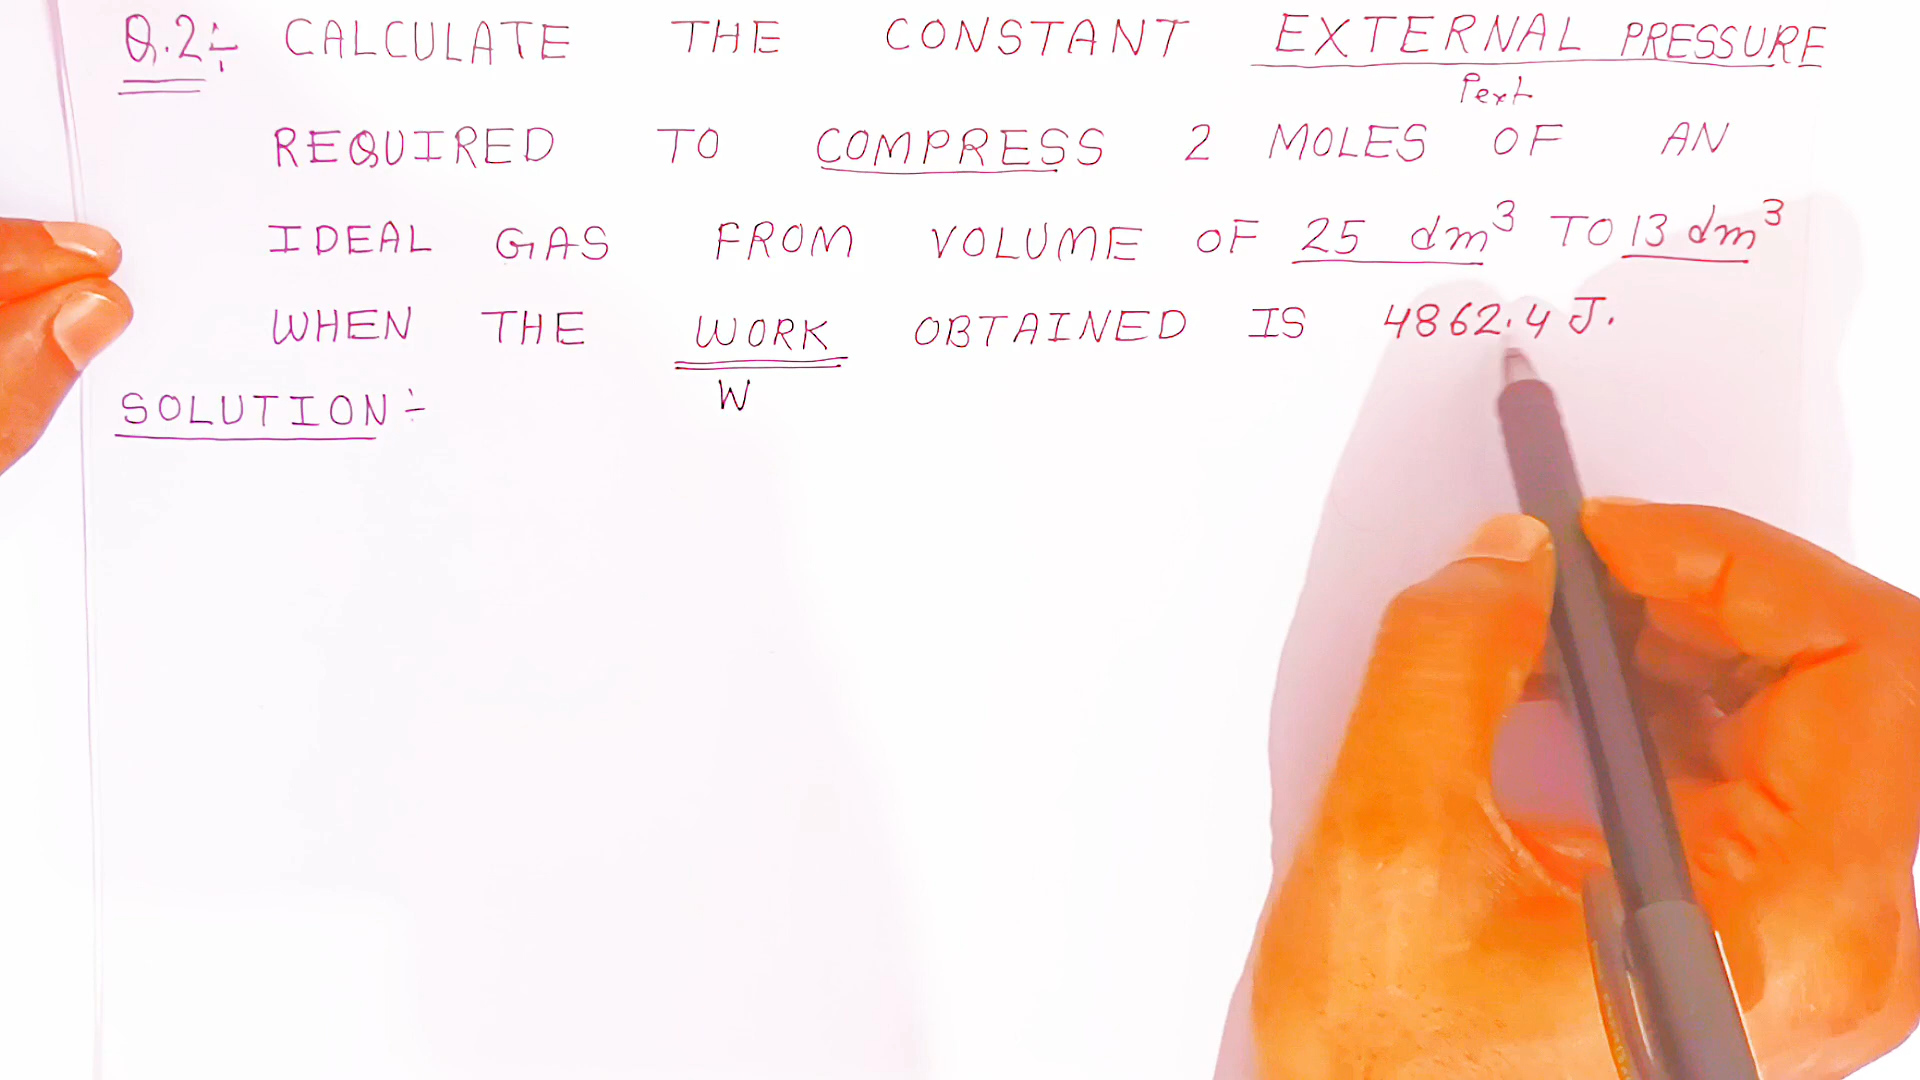 Q.2:- CALCULATE THE CONSTANT EXTERNAL PRESSURE
Pext
REQUIRED TO COMPRESS 2 MOLES OF AN
IDEAL GAS FROM VOLUME OF 25 dm³ TO 13 dm³
WHEN THE WORK OBTAINED IS 4862.4 J.
W
SOLUTION:-